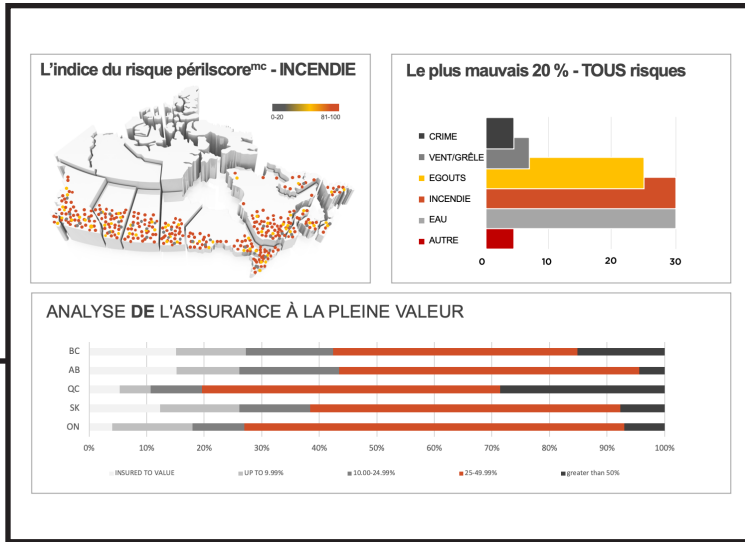 L'indice du risque périlscoreᵐᶜ - INCENDIE
0-20 81-100
Le plus mauvais 20 % - TOUS risques
CRIME
VENT/GRÊLE
EGOUTS
INCENDIE
EAU
AUTRE
0 10 20 30
ANALYSE DE L'ASSURANCE À LA PLEINE VALEUR
BC
AB
QC
SK
ON
0% 10% 20% 30% 40% 50% 60% 70% 80% 90% 100%
INSURED TO VALUE UP TO 9.99% 10.00-24.99% 25-49.99% greater than 50%